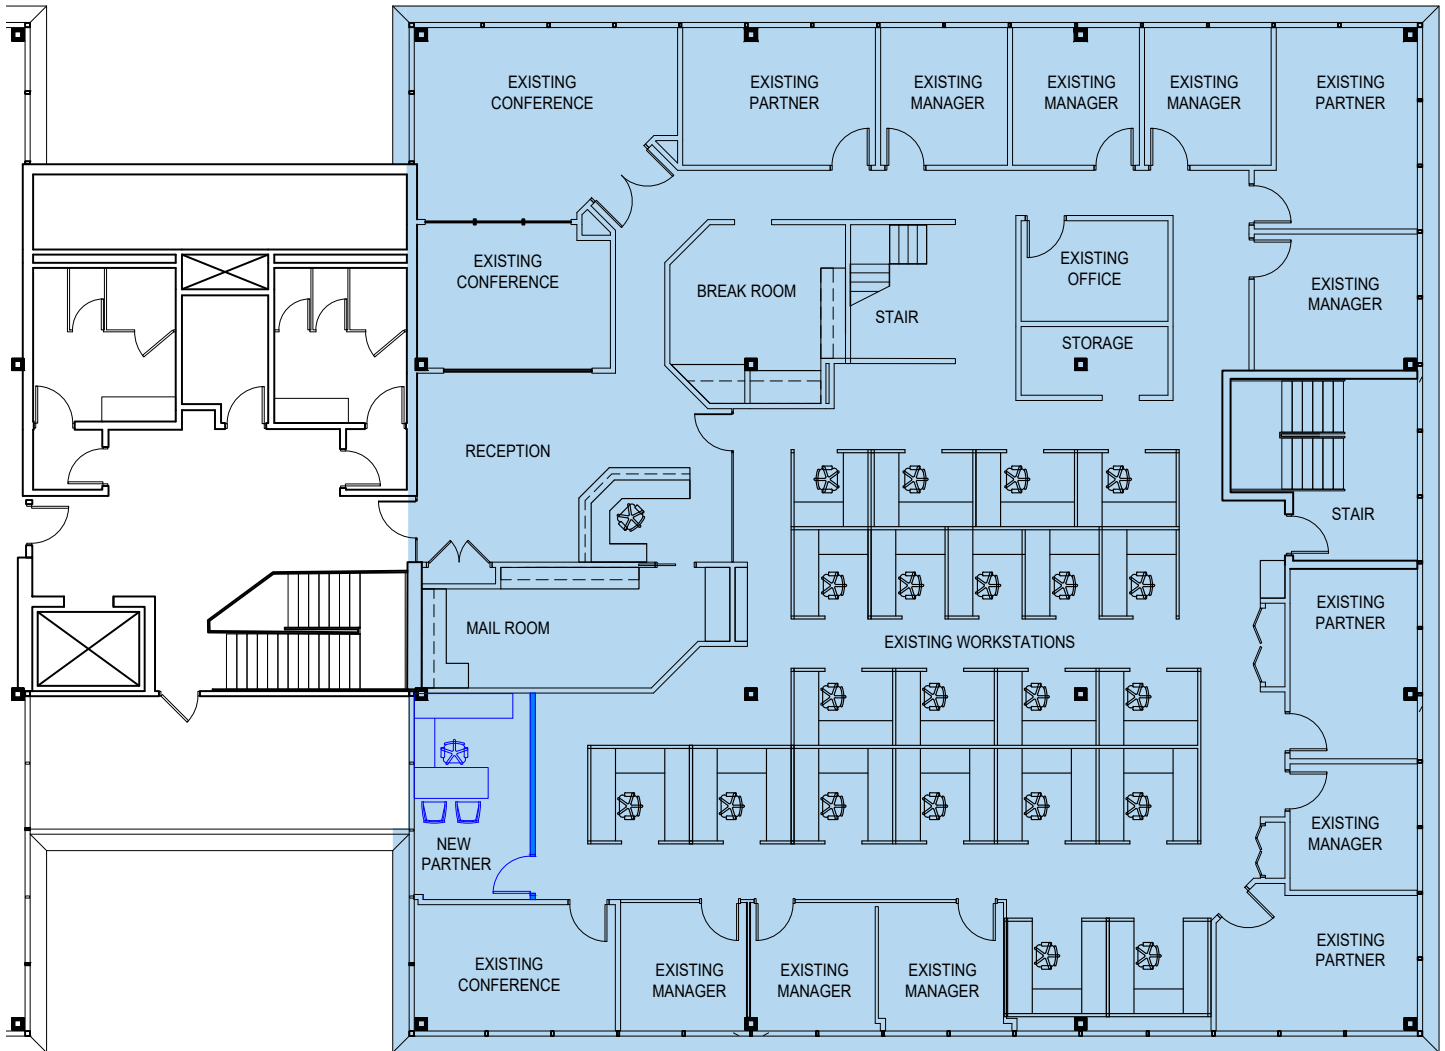 EXISTING
CONFERENCE
EXISTING
PARTNER
EXISTING
MANAGER
EXISTING
MANAGER
EXISTING
MANAGER
EXISTING
PARTNER
EXISTING
CONFERENCE
BREAK ROOM
STAIR
EXISTING
OFFICE
EXISTING
MANAGER
STORAGE
RECEPTION
STAIR
MAIL ROOM
EXISTING WORKSTATIONS
EXISTING
PARTNER
NEW
PARTNER
EXISTING
MANAGER
EXISTING
CONFERENCE
EXISTING
MANAGER
EXISTING
MANAGER
EXISTING
MANAGER
EXISTING
PARTNER